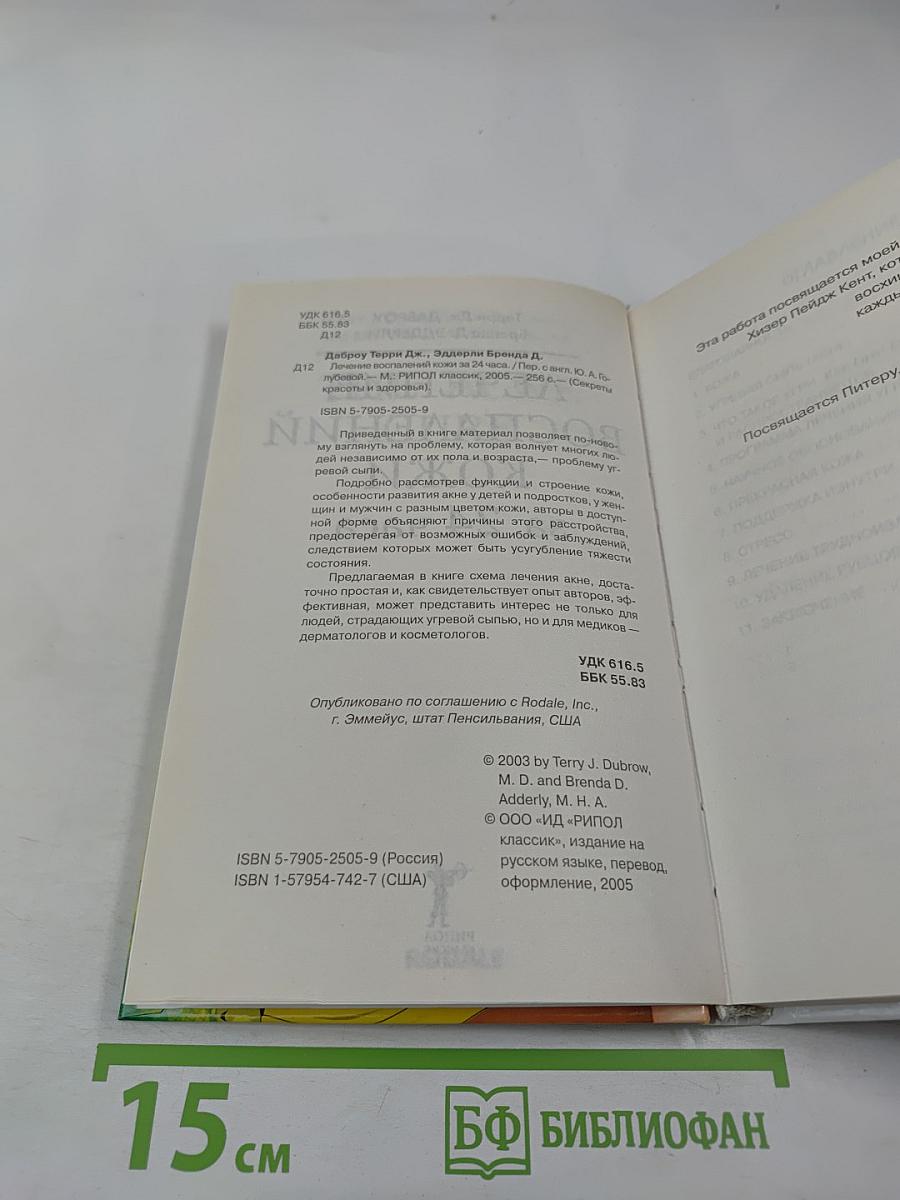 УДК 616.5
ББК 55.83
Д12
Даброу Терри Дж., Эддерли Бренда Д.
Д12 Лечение воспалений кожи за 24 часа. / Пер. с англ. Ю. А. Го-
лубевой.— М.: РИПОЛ классик, 2005.— 256 с.— (Секреты
красоты и здоровья).
ISBN 5-7905-2505-9
Приведенный в книге материал позволяет по-ново-
му взглянуть на проблему, которая волнует многих лю-
дей независимо от их пола и возраста,— проблему уг-
ревой сыпи.
Подробно рассмотрев функции и строение кожи,
особенности развития акне у детей и подростков, у жен-
щин и мужчин с разным цветом кожи, авторы в доступ-
ной форме объясняют причины этого расстройства,
предостерегая от возможных ошибок и заблуждений,
следствием которых может быть усугубление тяжести
состояния.
Предлагаемая в книге схема лечения акне, доста-
точно простая и, как свидетельствует опыт авторов, эф-
фективная, может представить интерес не только для
людей, страдающих угревой сыпью, но и для медиков —
дерматологов и косметологов.
УДК 616.5
ББК 55.83
Опубликовано по соглашению с Rodale, Inc.,
г. Эммейус, штат Пенсильвания, США
© 2003 by Terry J. Dubrow,
M. D. and Brenda D.
Adderly, M. H. A.
© ООО «ИД «РИПОЛ
классик», издание на
русском языке, перевод,
оформление, 2005
ISBN 5-7905-2505-9 (Россия)
ISBN 1-57954-742-7 (США)
Эта работа посвящается моей
Хизер Пейдж Кент, кот
восхи
кажды
Посвящается Питеру,
15 см
БФ БИБЛИОФАН